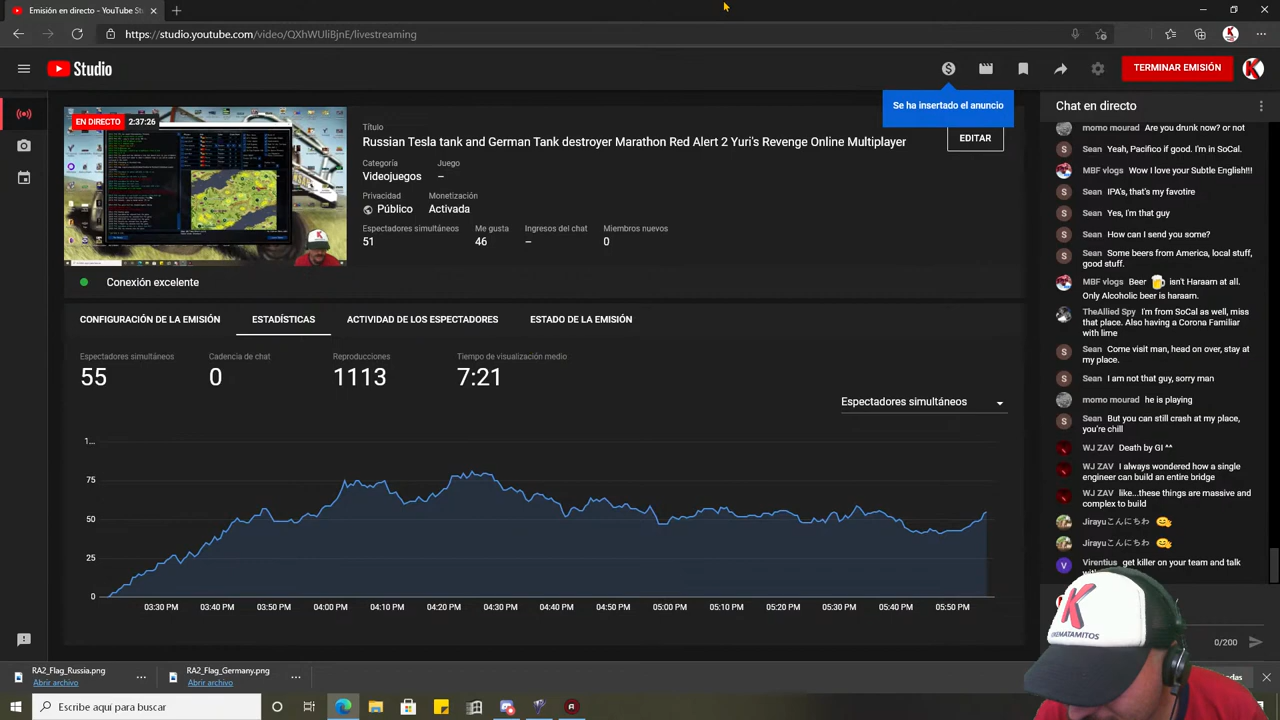 Emisión en directo - YouTube St
https://studio.youtube.com/video/QXhWUliBjnE/livestreaming
Studio
TERMINAR EMISIÓN
Se ha insertado el anuncio
EDITAR
EN DIRECTO 2:37:26
Título
Russian Tesla tank and German Tank destroyer Marathon Red Alert 2 Yuri's Revenge Online Multiplayer
Categoría
Juego
Videojuegos
–
Privacidad
Monetización
Público
Activada
Espectadores simultáneos
Me gusta
Ingresos del chat
Miembros nuevos
51
46
–
0
Conexión excelente
CONFIGURACIÓN DE LA EMISIÓN
ESTADÍSTICAS
ACTIVIDAD DE LOS ESPECTADORES
ESTADO DE LA EMISIÓN
Espectadores simultáneos
Cadencia de chat
Reproducciones
Tiempo de visualización medio
55
0
1113
7:21
Espectadores simultáneos
1...
75
50
25
0
03:30 PM
03:40 PM
03:50 PM
04:00 PM
04:10 PM
04:20 PM
04:30 PM
04:40 PM
04:50 PM
05:00 PM
05:10 PM
05:20 PM
05:30 PM
05:40 PM
05:50 PM
Chat en directo
momo mourad Are you drunk now? or not
Sean Yeah, Pacifico if good. I'm in SoCal.
MBF vlogs Wow I love your Subtle English!!!
Sean IPA's, that's my favotire
Sean Yes, I'm that guy
Sean How can I send you some?
Sean Some beers from America, local stuff,
good stuff.
MBF vlogs Beer 🍺 isn't Haraam at all.
Only Alcoholic beer is haraam.
TheAllied Spy I'm from SoCal as well, miss
that place. Also having a Corona Familiar
with lime
Sean Come visit man, head on over, stay at
my place.
Sean I am not that guy, sorry man
momo mourad he is playing
Sean But you can still crash at my place,
you're chill
WJ ZAV Death by GI ^^
WJ ZAV I always wondered how a single
engineer can build an entire bridge
WJ ZAV like...these things are massive and
complex to build
Jirayuこんにちわ
Jirayuこんにちわ
Virentius get killer on your team and talk
0/200
K
KREMATAMITOS
RA2_Flag_Russia.png
Abrir archivo
RA2_Flag_Germany.png
Abrir archivo
Escribe aquí para buscar